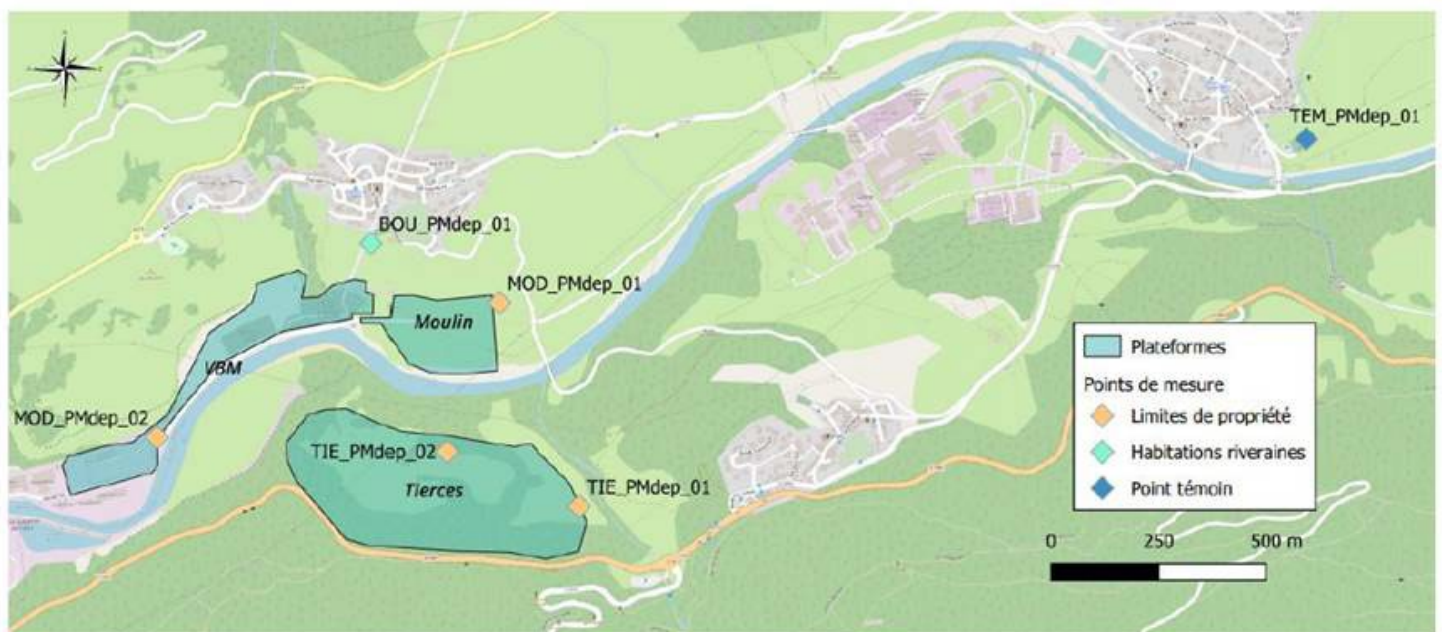 TEM_PMdep_01
BOU_PMdep_01
MOD_PMdep_01
Moulin
VBM
MOD_PMdep_02
TIE_PMdep_02
Tierces
TIE_PMdep_01
Plateformes
Points de mesure
Limites de propriété
Habitations riveraines
Point témoin
0 250 500 m